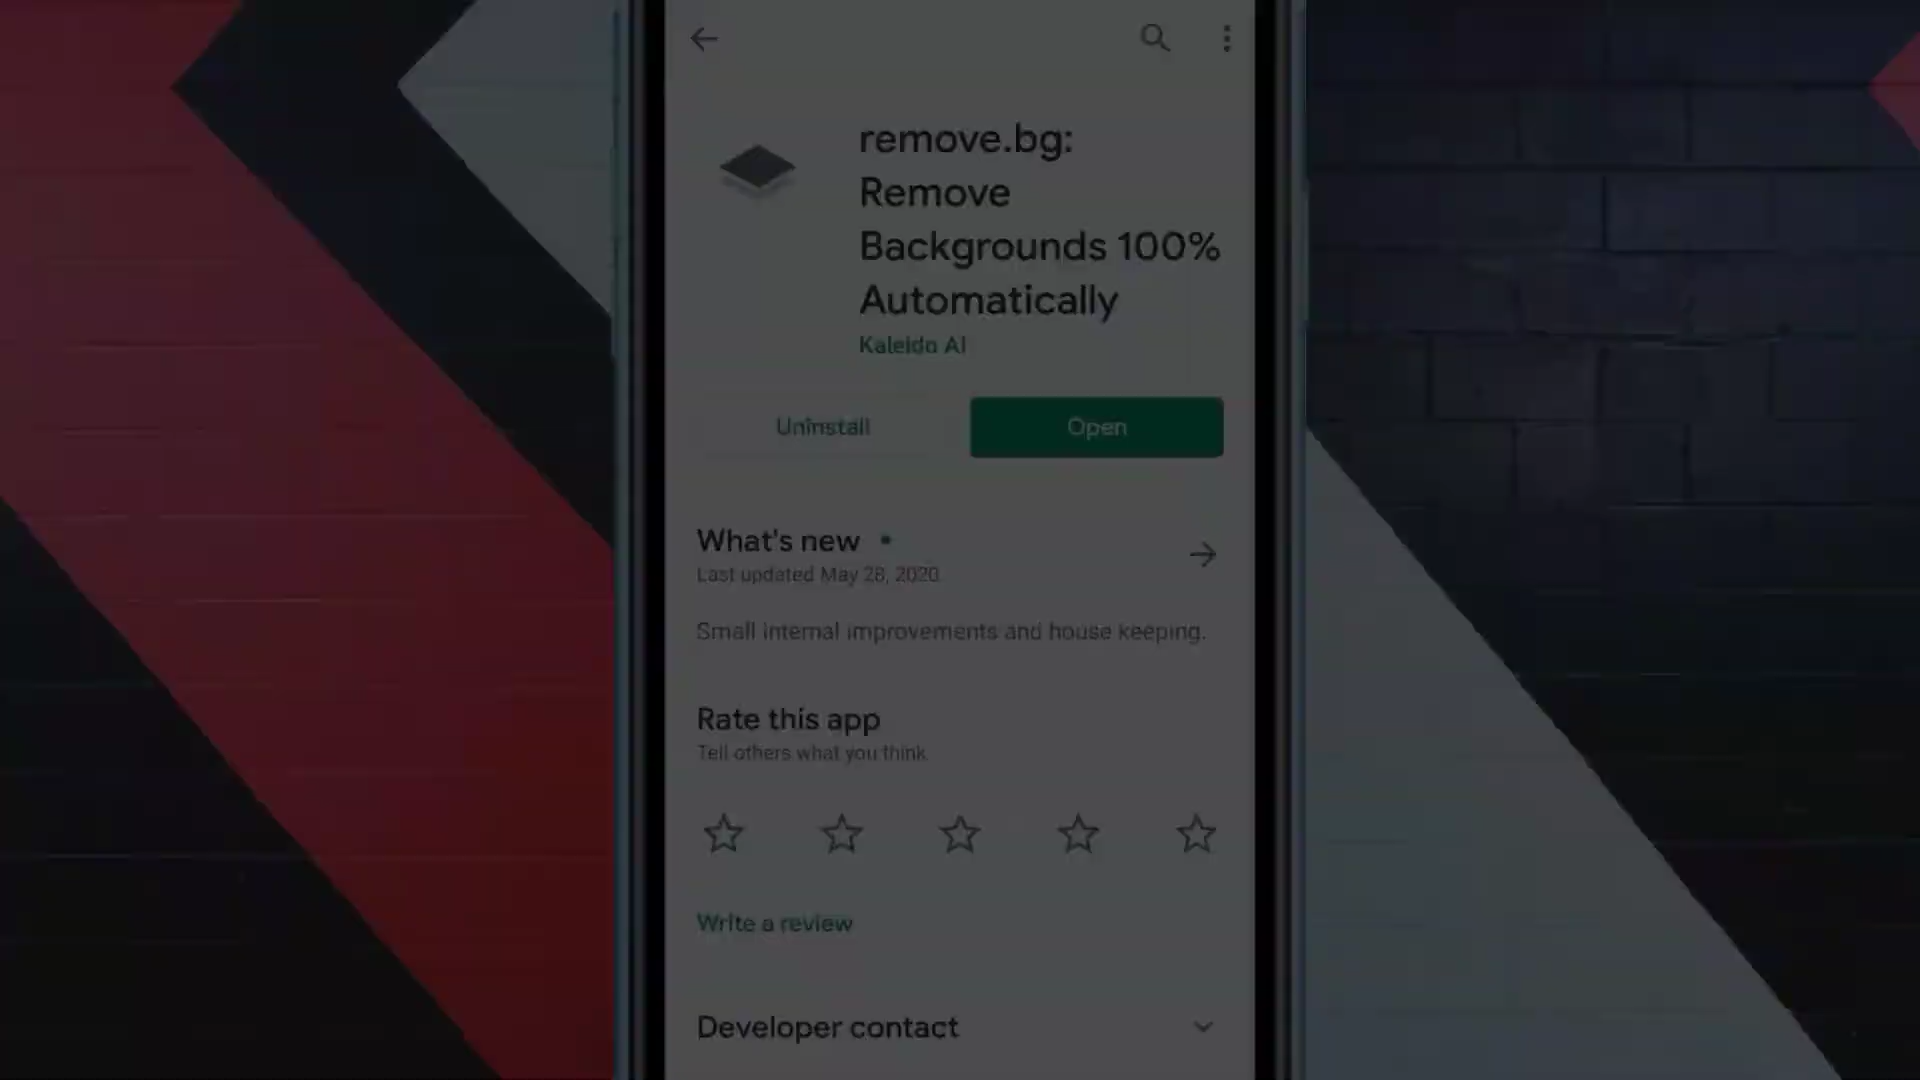 remove.bg:
Remove
Backgrounds 100%
Automatically
Kaleido AI
Uninstall
Open
What's new •
Last updated May 28, 2020
Small internal improvements and house keeping.
Rate this app
Tell others what you think
Write a review
Developer contact